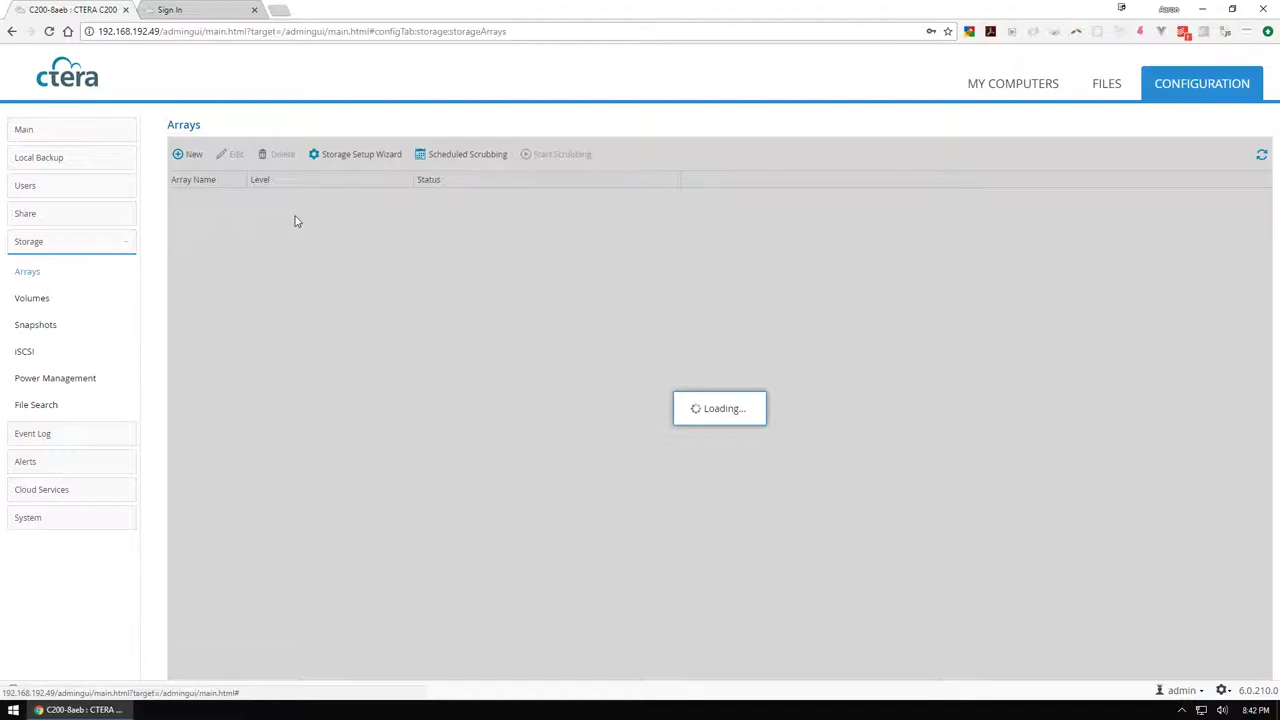 C200-8aeb : CTERA C200
Sign In
Aaron
192.168.192.49/admingui/main.html?target=/admingui/main.html#configTab:storage:storageArrays
ctera
MY COMPUTERS
FILES
CONFIGURATION
Main
Local Backup
Users
Share
Storage
Arrays
Volumes
Snapshots
iSCSI
Power Management
File Search
Event Log
Alerts
Cloud Services
System
Arrays
New
Edit
Delete
Storage Setup Wizard
Scheduled Scrubbing
Start Scrubbing
Array Name
Level
Status
Loading...
192.168.192.49/admingui/main.html?target=/admingui/main.html#
admin
6.0.210.0
C200-8aeb : CTERA ...
8:42 PM